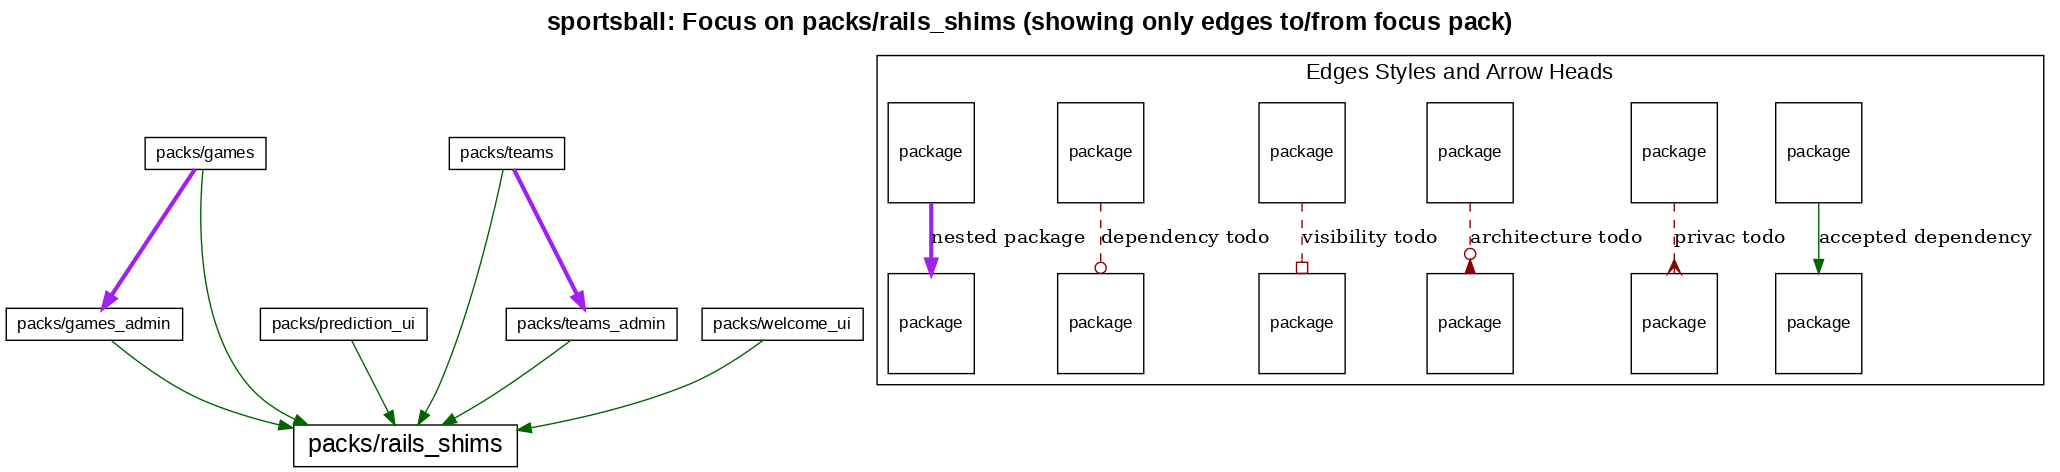 sportsball: Focus on packs/rails_shims (showing only edges to/from focus pack)
packs/games
packs/teams
packs/games_admin
packs/prediction_ui
packs/teams_admin
packs/welcome_ui
packs/rails_shims
Edges Styles and Arrow Heads
package
package
package
package
package
package
nested package
dependency todo
visibility todo
architecture todo
privac todo
accepted dependency
package
package
package
package
package
package